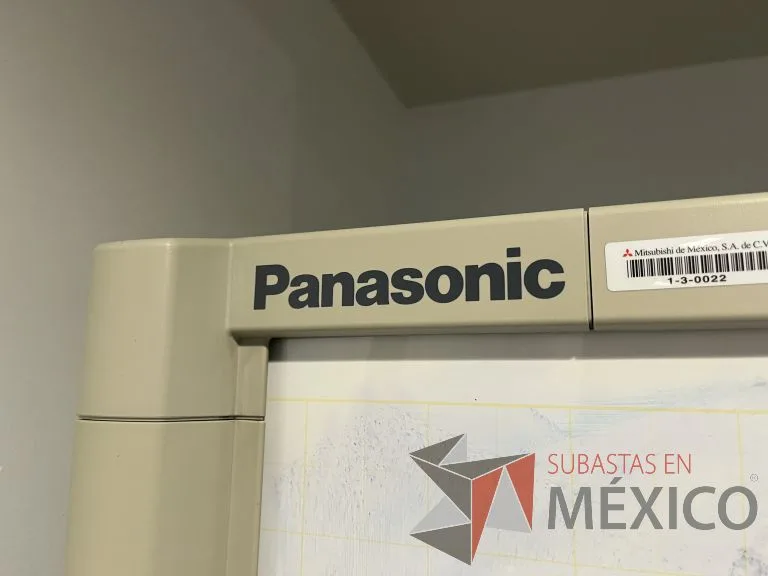 Panasonic
Mitsubishi de México, S.A. de C.V
1-3-0022
SUBASTAS EN
MÉXICO®